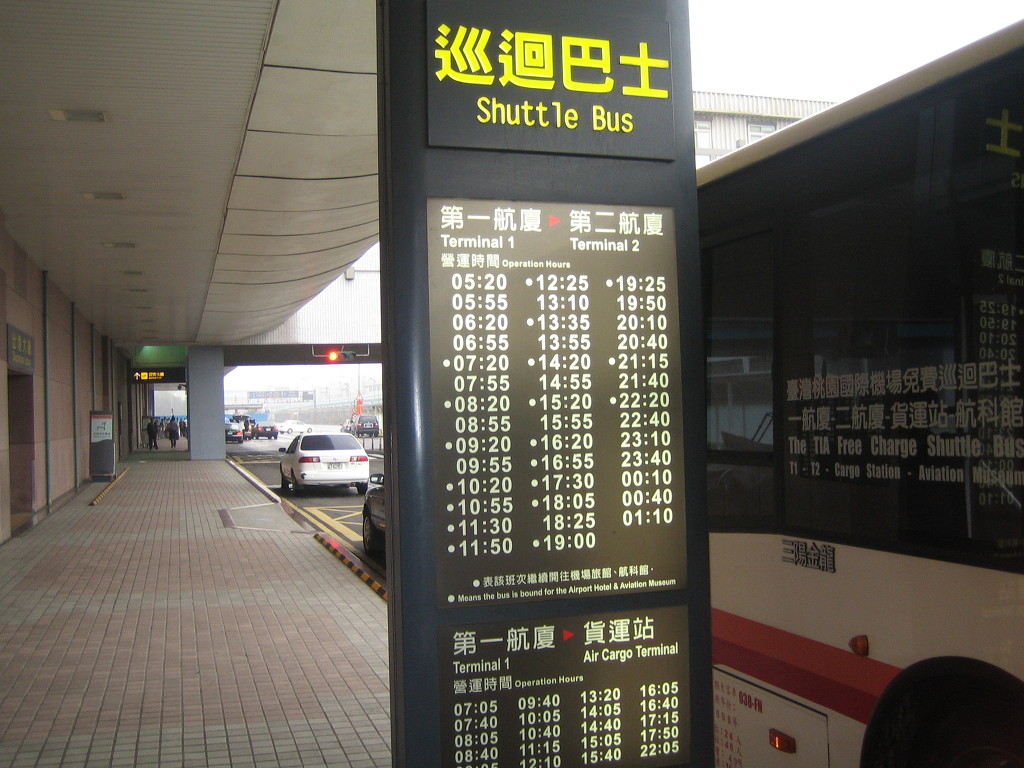 巡迴巴士
Shuttle Bus
第一航廈 ▶ 第二航廈
Terminal 1 Terminal 2
營運時間 Operation Hours
05:20 •12:25 •19:25
05:55 13:10 19:50
06:20 •13:35 20:10
06:55 13:55 20:40
•07:20 •14:20 •21:15
07:55 14:55 21:40
•08:20 •15:20 •22:20
08:55 15:55 22:40
•09:20 •16:20 23:10
09:55 •16:55 23:40
•10:20 •17:30 00:10
•10:55 •18:05 00:40
•11:30 18:25 01:10
•11:50 •19:00
●表該班次繼續開往機場旅館、航科館.
● Means the bus is bound for the Airport Hotel & Aviation Museum
第一航廈 ▶ 貨運站
Terminal 1 Air Cargo Terminal
營運時間 Operation Hours
07:05 09:40 13:20 16:05
07:40 10:05 14:05 16:40
08:05 10:40 14:40 17:15
08:40 11:15 15:05 17:50
12:10 15:40 22:05
臺灣桃園國際機場免費巡迴巴士
一航廈-二航廈-貨運站-航科館
The TIA Free Charge Shuttle Bus
T1 - T2 - Cargo Station - Aviation Museum
三陽金龍
038-FN